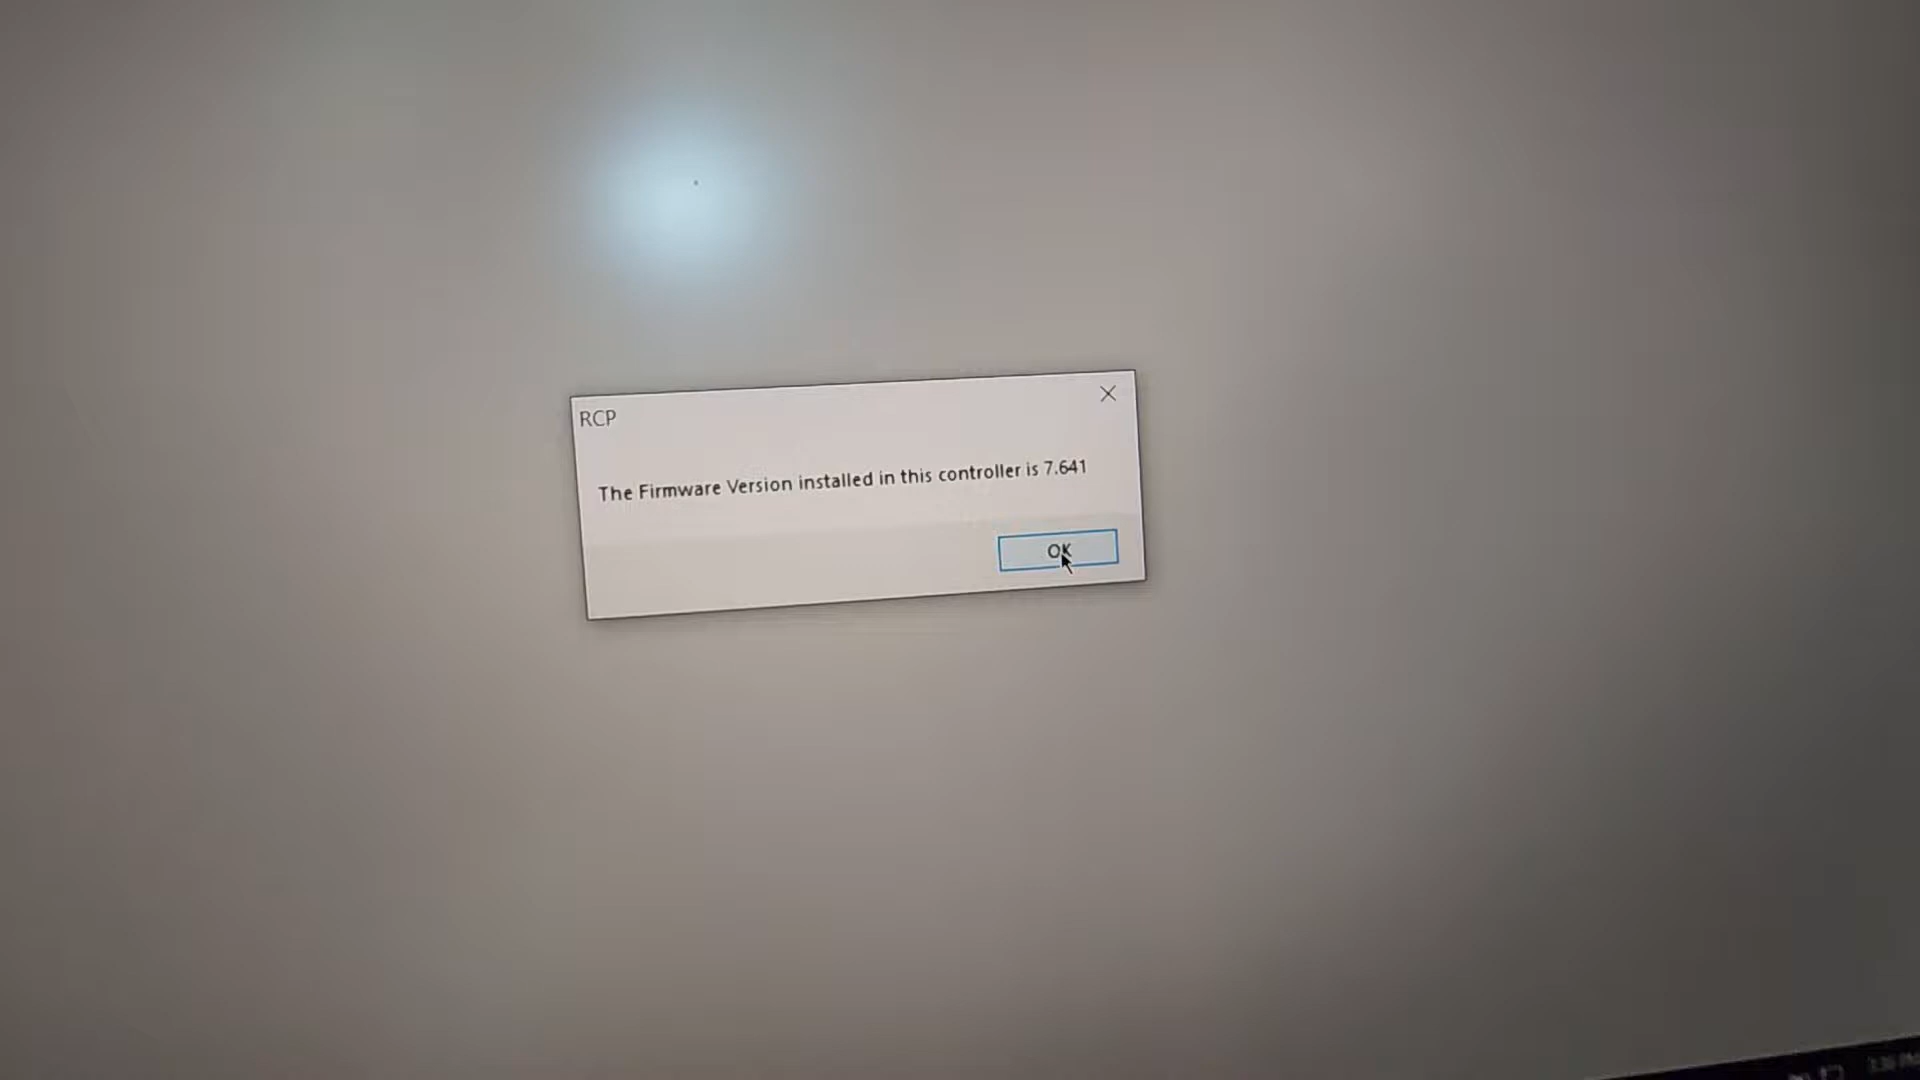 RCP
The Firmware Version installed in this controller is 7.641
OK